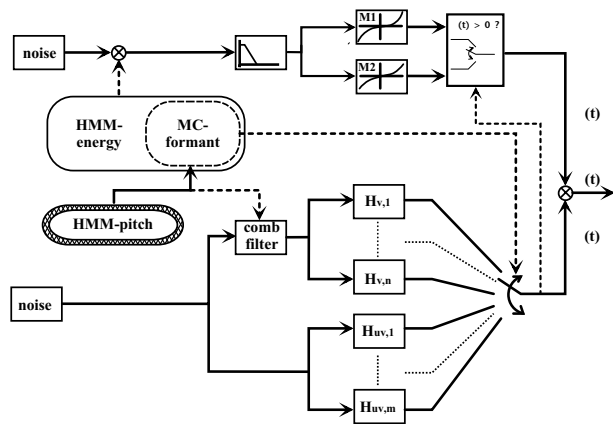 noise
M1
M2
(t) > 0 ?
HMM-
energy
MC-
formant
HMM-pitch
comb
filter
noise
Hv,1
Hv,n
Huv,1
Huv,m
(t)
(t)
(t)